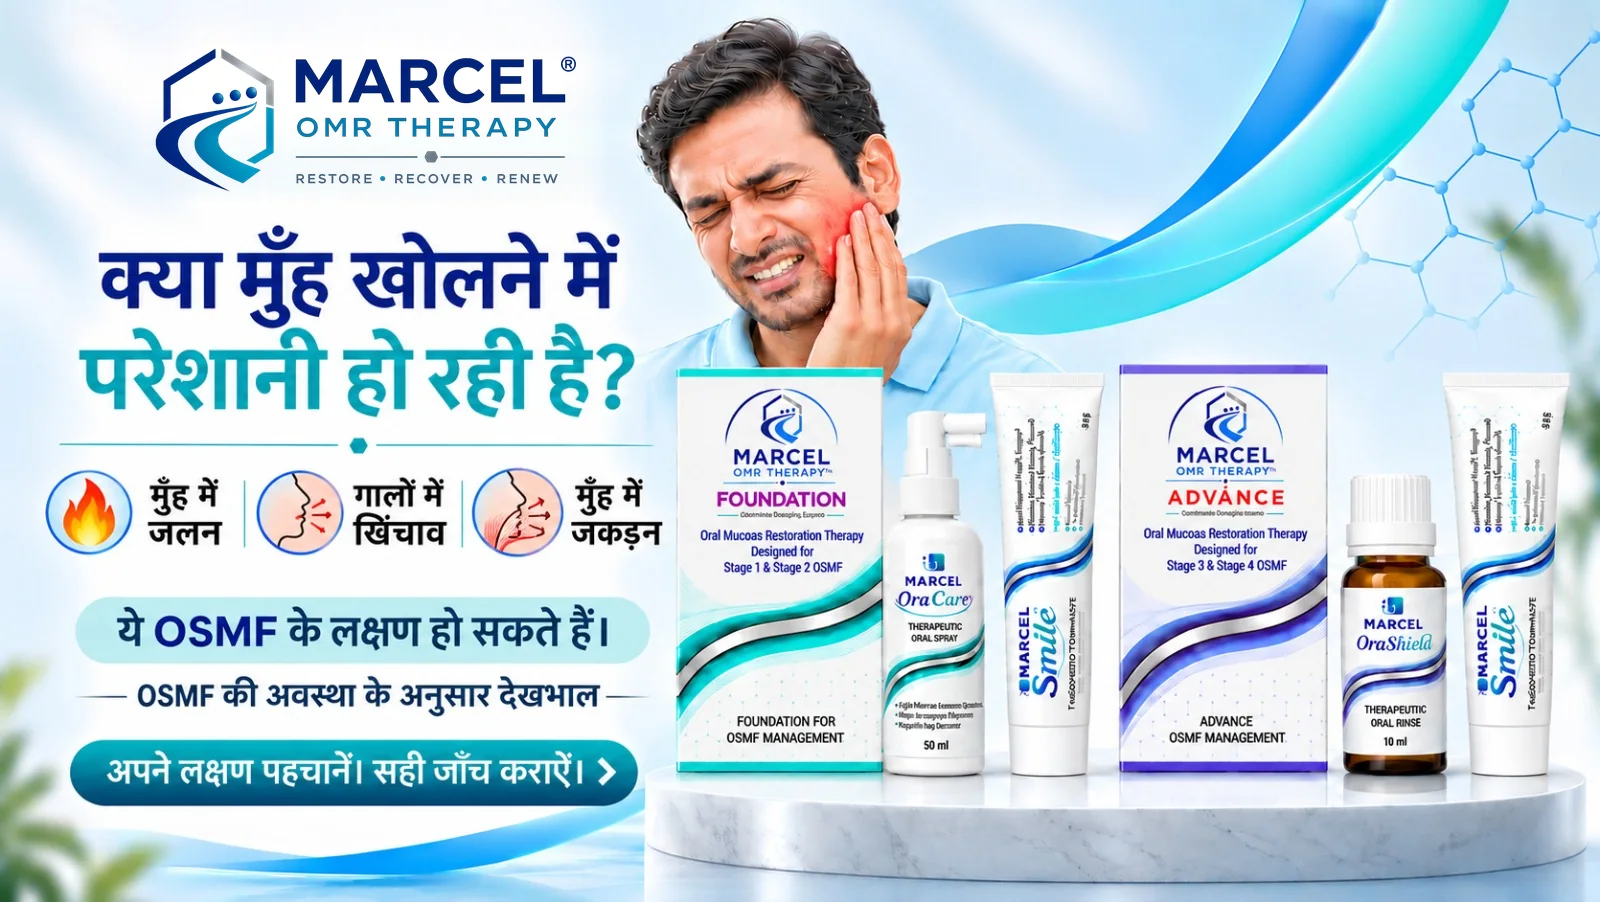 MARCEL®
OMR THERAPY
RESTORE • RECOVER • RENEW
क्या मुँह खोलने में
परेशानी हो रही है?
मुँह में
जलन
गालों में
खिंचाव
मुँह में
जकड़न
ये OSMF के लक्षण हो सकते हैं।
OSMF की अवस्था के अनुसार देखभाल
अपने लक्षण पहचानें। सही जाँच कराऐं।
MARCEL
OMR THERAPY™
FOUNDATION
Oral Mucoas Restoration Therapy
Designed for
Stage 1 & Stage 2 OSMF
FOUNDATION FOR
OSMF MANAGEMENT
MARCEL
OraCare
THERAPEUTIC
ORAL SPRAY
50 ml
MARCEL
Smile
MARCEL
OMR THERAPY™
ADVANCE
Oral Mucoas Restoration Therapy
Designed for
Stage 3 & Stage 4 OSMF
ADVANCE
OSMF MANAGEMENT
MARCEL
OraShield
THERAPEUTIC
ORAL RINSE
10 ml
MARCEL
Smile